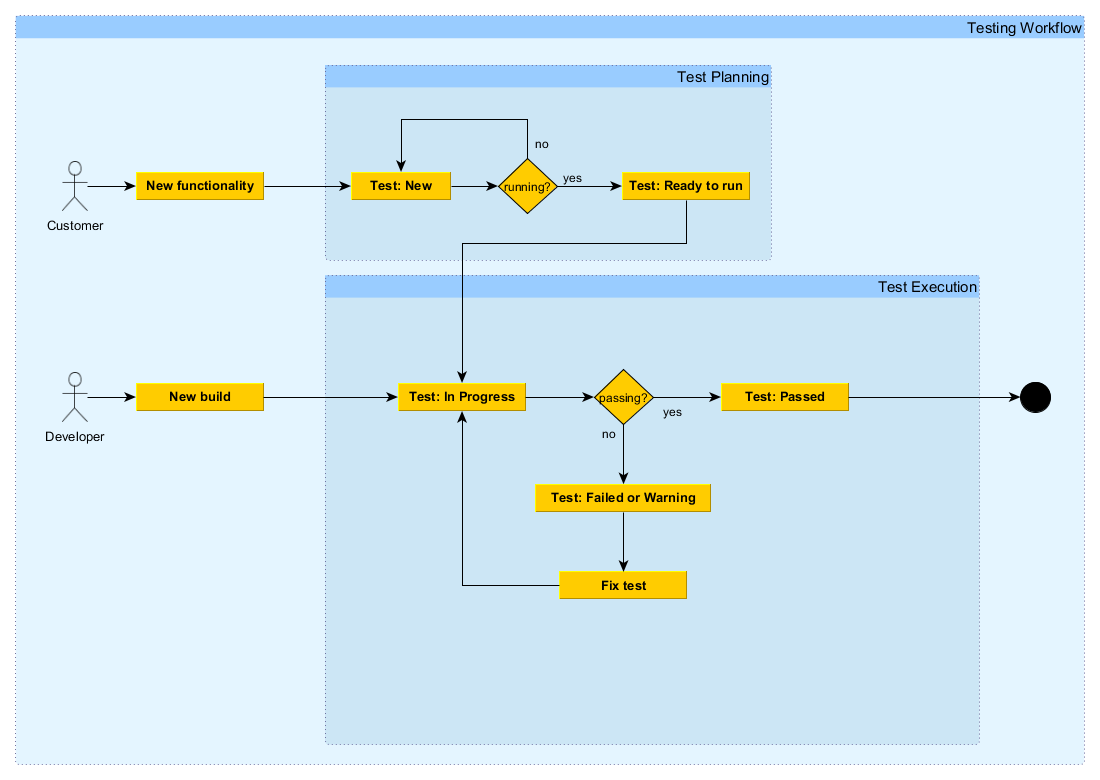 Testing Workflow
Test Planning
no
New functionality
Test: New
running?
yes
Test: Ready to run
Customer
Test Execution
New build
Test: In Progress
passing?
yes
Test: Passed
Developer
no
Test: Failed or Warning
Fix test